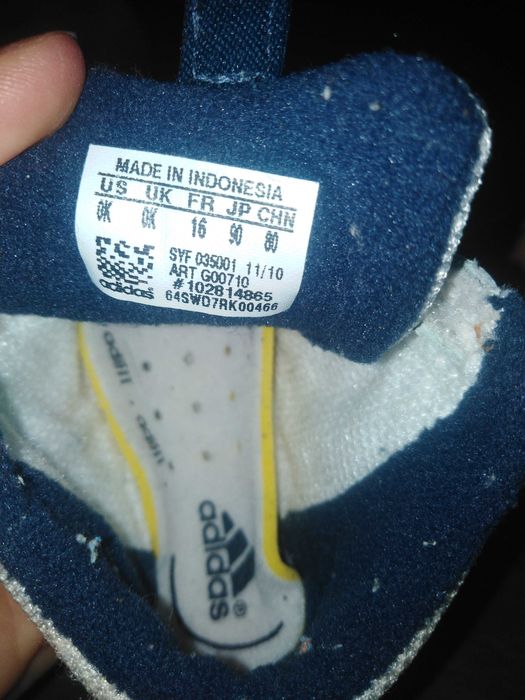 MADE IN INDONESIA
US UK FR JP CHN
0K 0K 16 90 80
SYF 035001 11/10
ART G00710
#102814865
adidas
64SWD7RK00466
adidas®